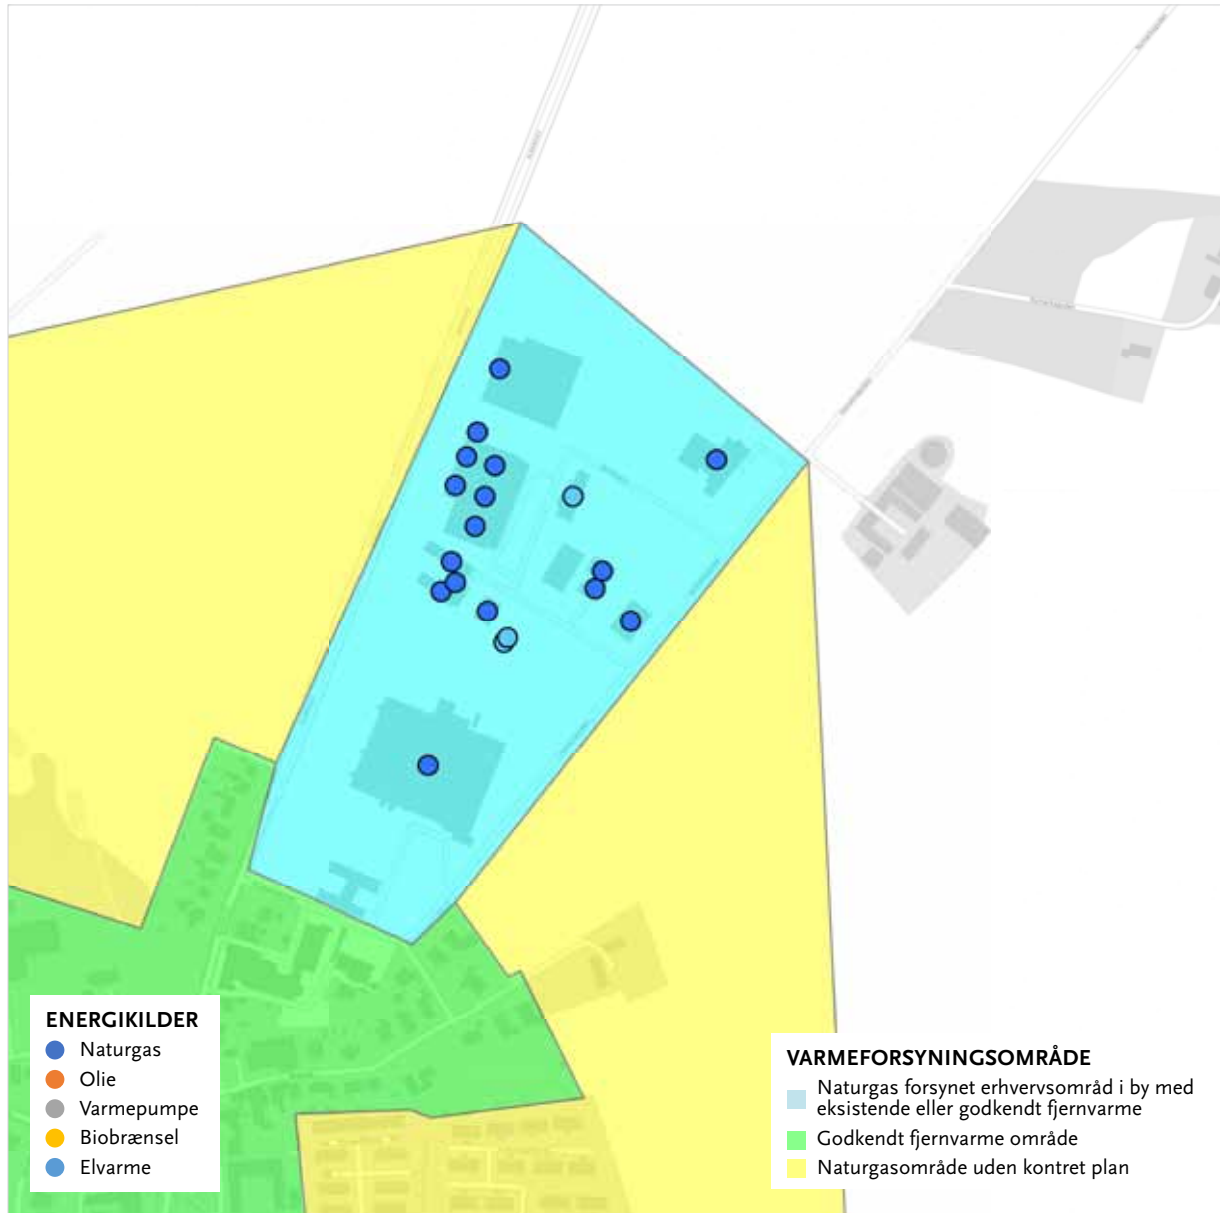 ENERGIKILDER
Naturgas
Olie
Varmepumpe
Biobrænsel
Elvarme
VARMEFORSYNINGSOMRÅDE
Naturgas forsynet erhvervsområd i by med
eksistende eller godkendt fjernvarme
Godkendt fjernvarme område
Naturgasområde uden kontret plan